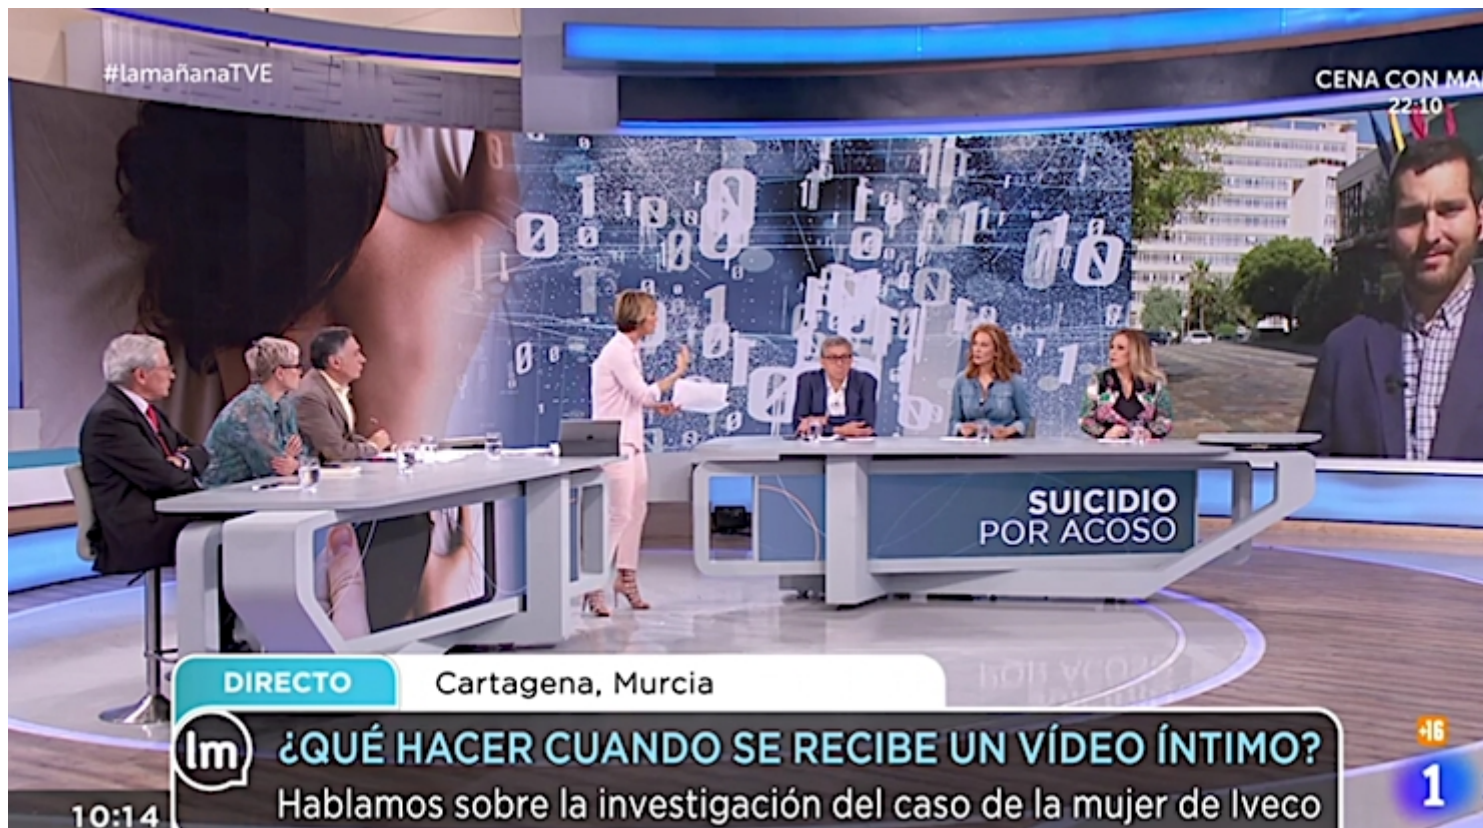 #lamañanaTVE
CENA CON MA
22:10
SUICIDIO
POR ACOSO
DIRECTO
Cartagena, Murcia
lm
¿QUÉ HACER CUANDO SE RECIBE UN VÍDEO ÍNTIMO?
Hablamos sobre la investigación del caso de la mujer de Iveco
+16
1
10:14